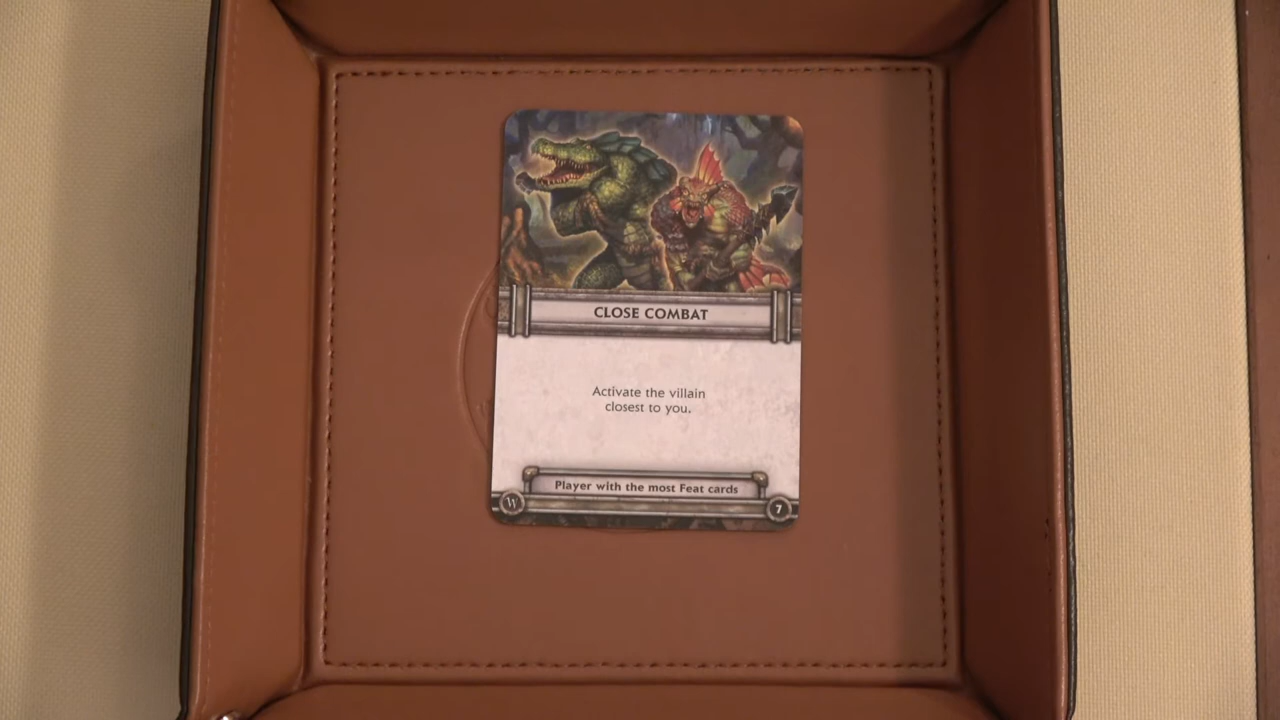 CLOSE COMBAT
Activate the villain
closest to you.
Player with the most Feat cards
W
7